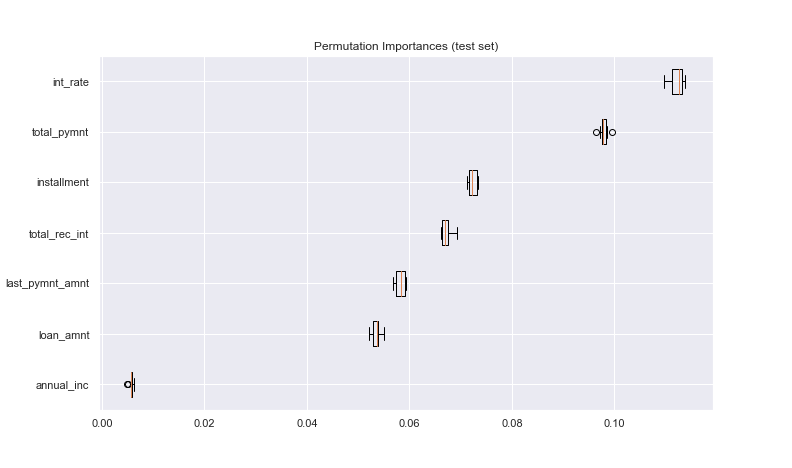 Permutation Importances (test set)
int_rate
total_pymnt
installment
total_rec_int
last_pymnt_amnt
loan_amnt
annual_inc
0.00 0.02 0.04 0.06 0.08 0.10